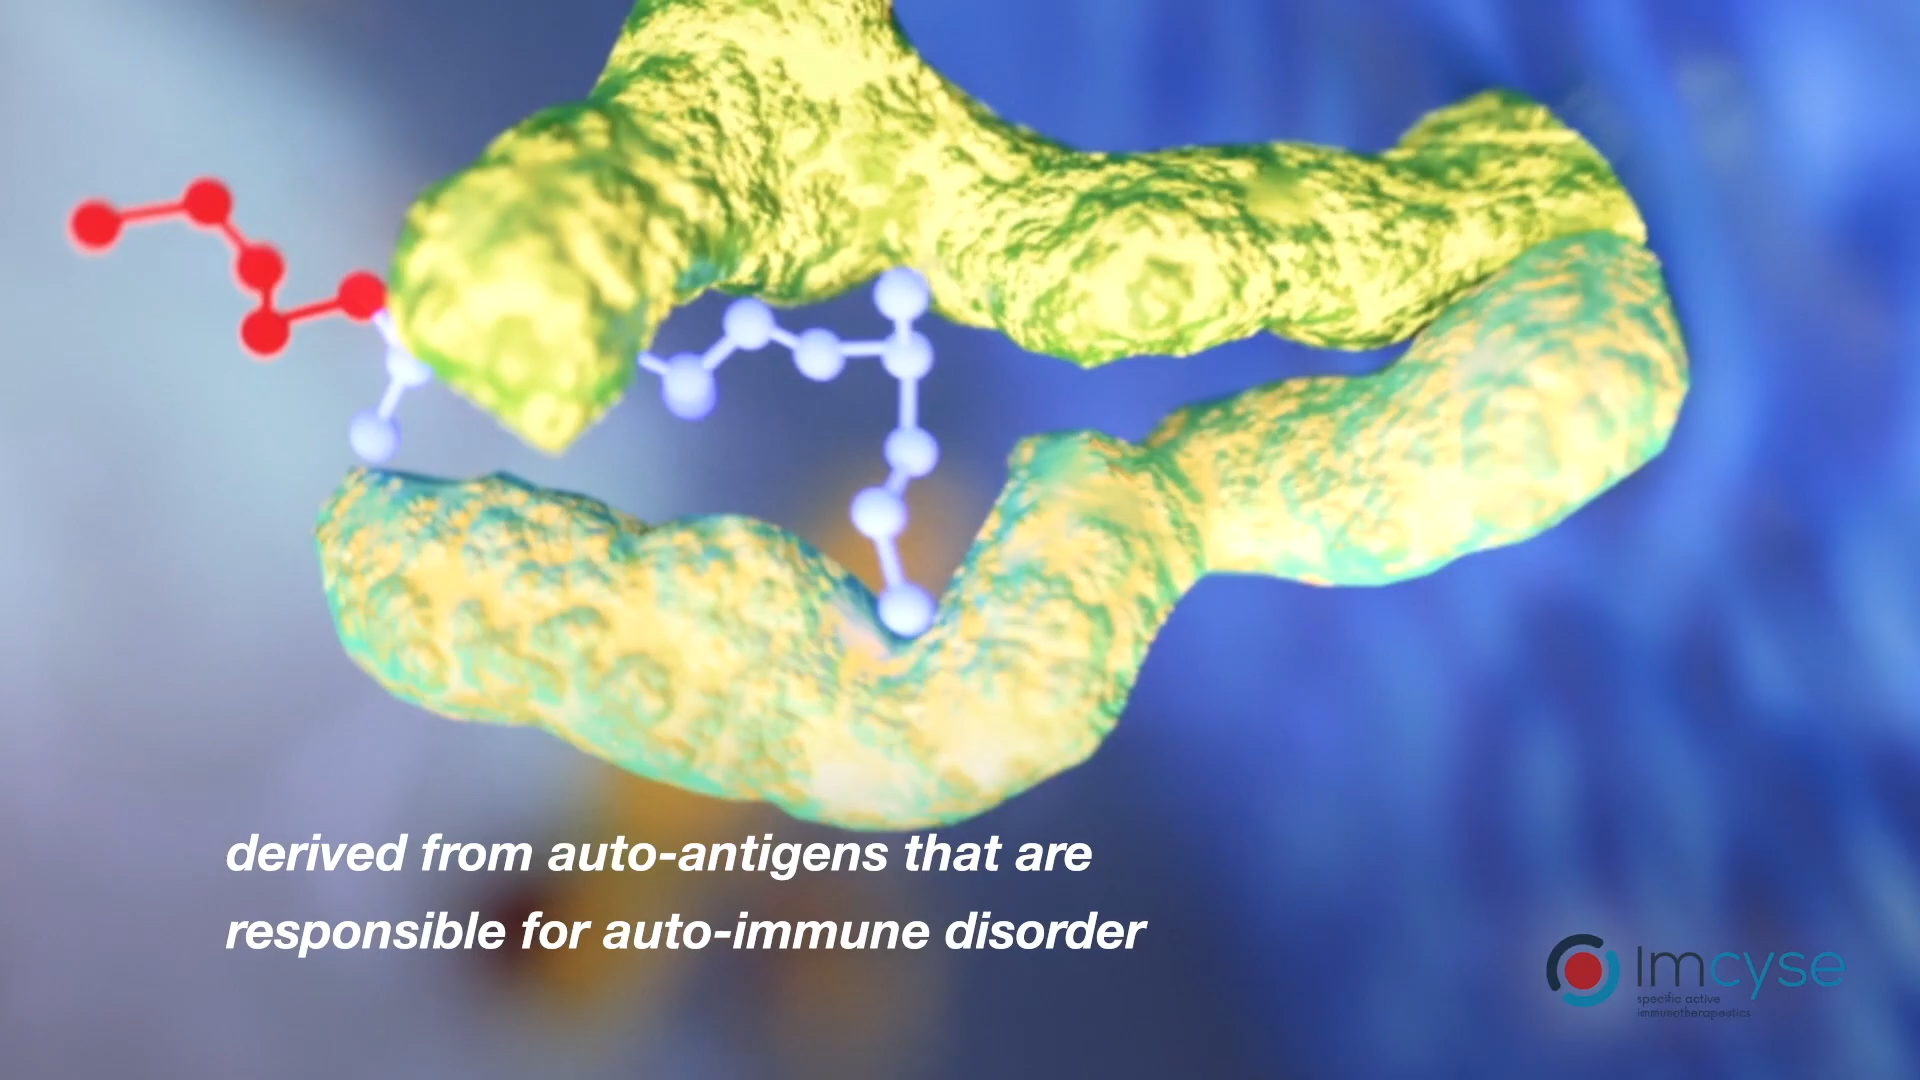 derived from auto-antigens that are
responsible for auto-immune disorder
Imcyse
specific active
immunotherapeutics